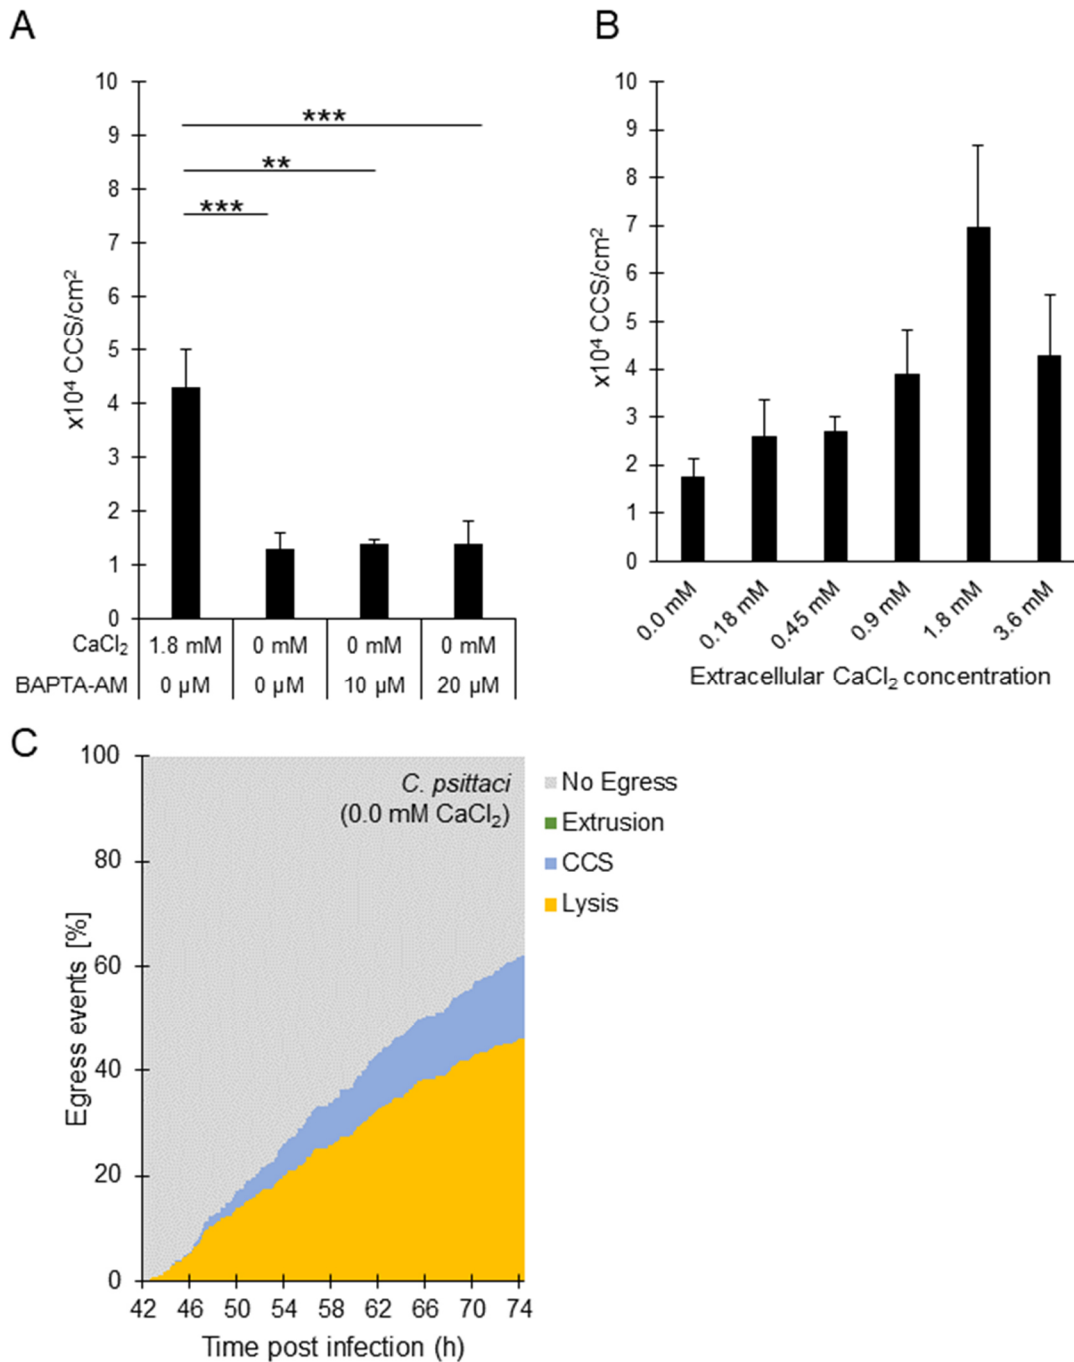 A
×10⁴ CCS/cm²
10
9
8
7
6
5
4
3
2
1
0
***
**
***
CaCl₂ 1.8 mM 0 mM 0 mM 0 mM
BAPTA-AM 0 µM 0 µM 10 µM 20 µM
B
×10⁴ CCS/cm²
10
9
8
7
6
5
4
3
2
1
0
0.0 mM 0.18 mM 0.45 mM 0.9 mM 1.8 mM 3.6 mM
Extracellular CaCl₂ concentration
C
Egress events [%]
100
80
60
40
20
0
C. psittaci
(0.0 mM CaCl₂)
No Egress
Extrusion
CCS
Lysis
42 46 50 54 58 62 66 70 74
Time post infection (h)